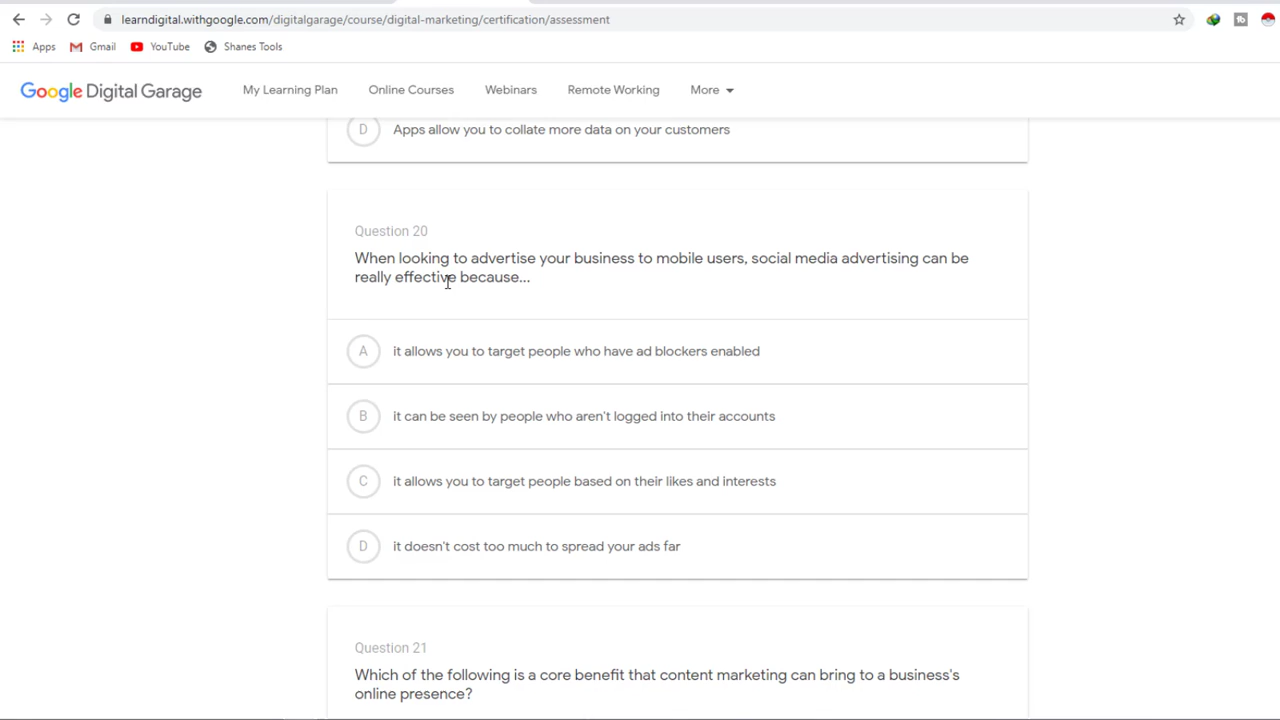 learndigital.withgoogle.com/digitalgarage/course/digital-marketing/certification/assessment
Apps Gmail YouTube Shanes Tools
Google Digital Garage My Learning Plan Online Courses Webinars Remote Working More
D Apps allow you to collate more data on your customers
Question 20
When looking to advertise your business to mobile users, social media advertising can be
really effective because...
A it allows you to target people who have ad blockers enabled
B it can be seen by people who aren't logged into their accounts
C it allows you to target people based on their likes and interests
D it doesn't cost too much to spread your ads far
Question 21
Which of the following is a core benefit that content marketing can bring to a business's
online presence?